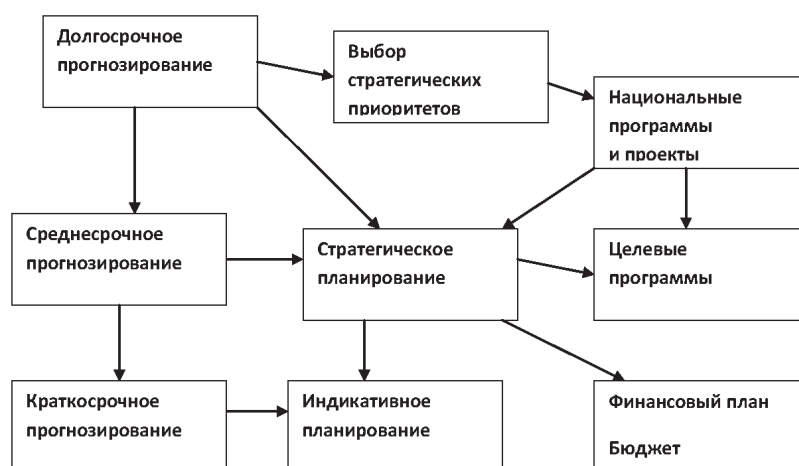 Долгосрочное
прогнозирование
Выбор
стратегических
приоритетов
Национальные
программы
и проекты
Среднесрочное
прогнозирование
Стратегическое
планирование
Целевые
программы
Краткосрочное
прогнозирование
Индикативное
планирование
Финансовый план
Бюджет